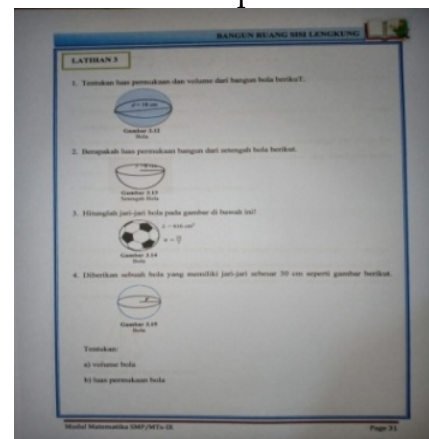 BANGUN RUANG SISI LENGKUNG
LATIHAN 3
1. Tentukan luas permukaan dan volume dari bangun bola berikuT.
Gambar 3.12
Bola
2. Berapakah luas permukaan bangun dari setengah bola berikut.
Gambar 3.13
Setengah Bola
3. Hitunglah jari-jari bola pada gambar di bawah ini!
L = 616 cm²
Gambar 3.14
Bola
4. Diberikan sebuah bola yang memiliki jari-jari sebesar 30 cm seperti gambar berikut.
Gambar 3.15
Bola
Tentukan:
a) volume bola
b) luas permukaan bola
Modul Matematika SMP/MTs-IX
Page 31